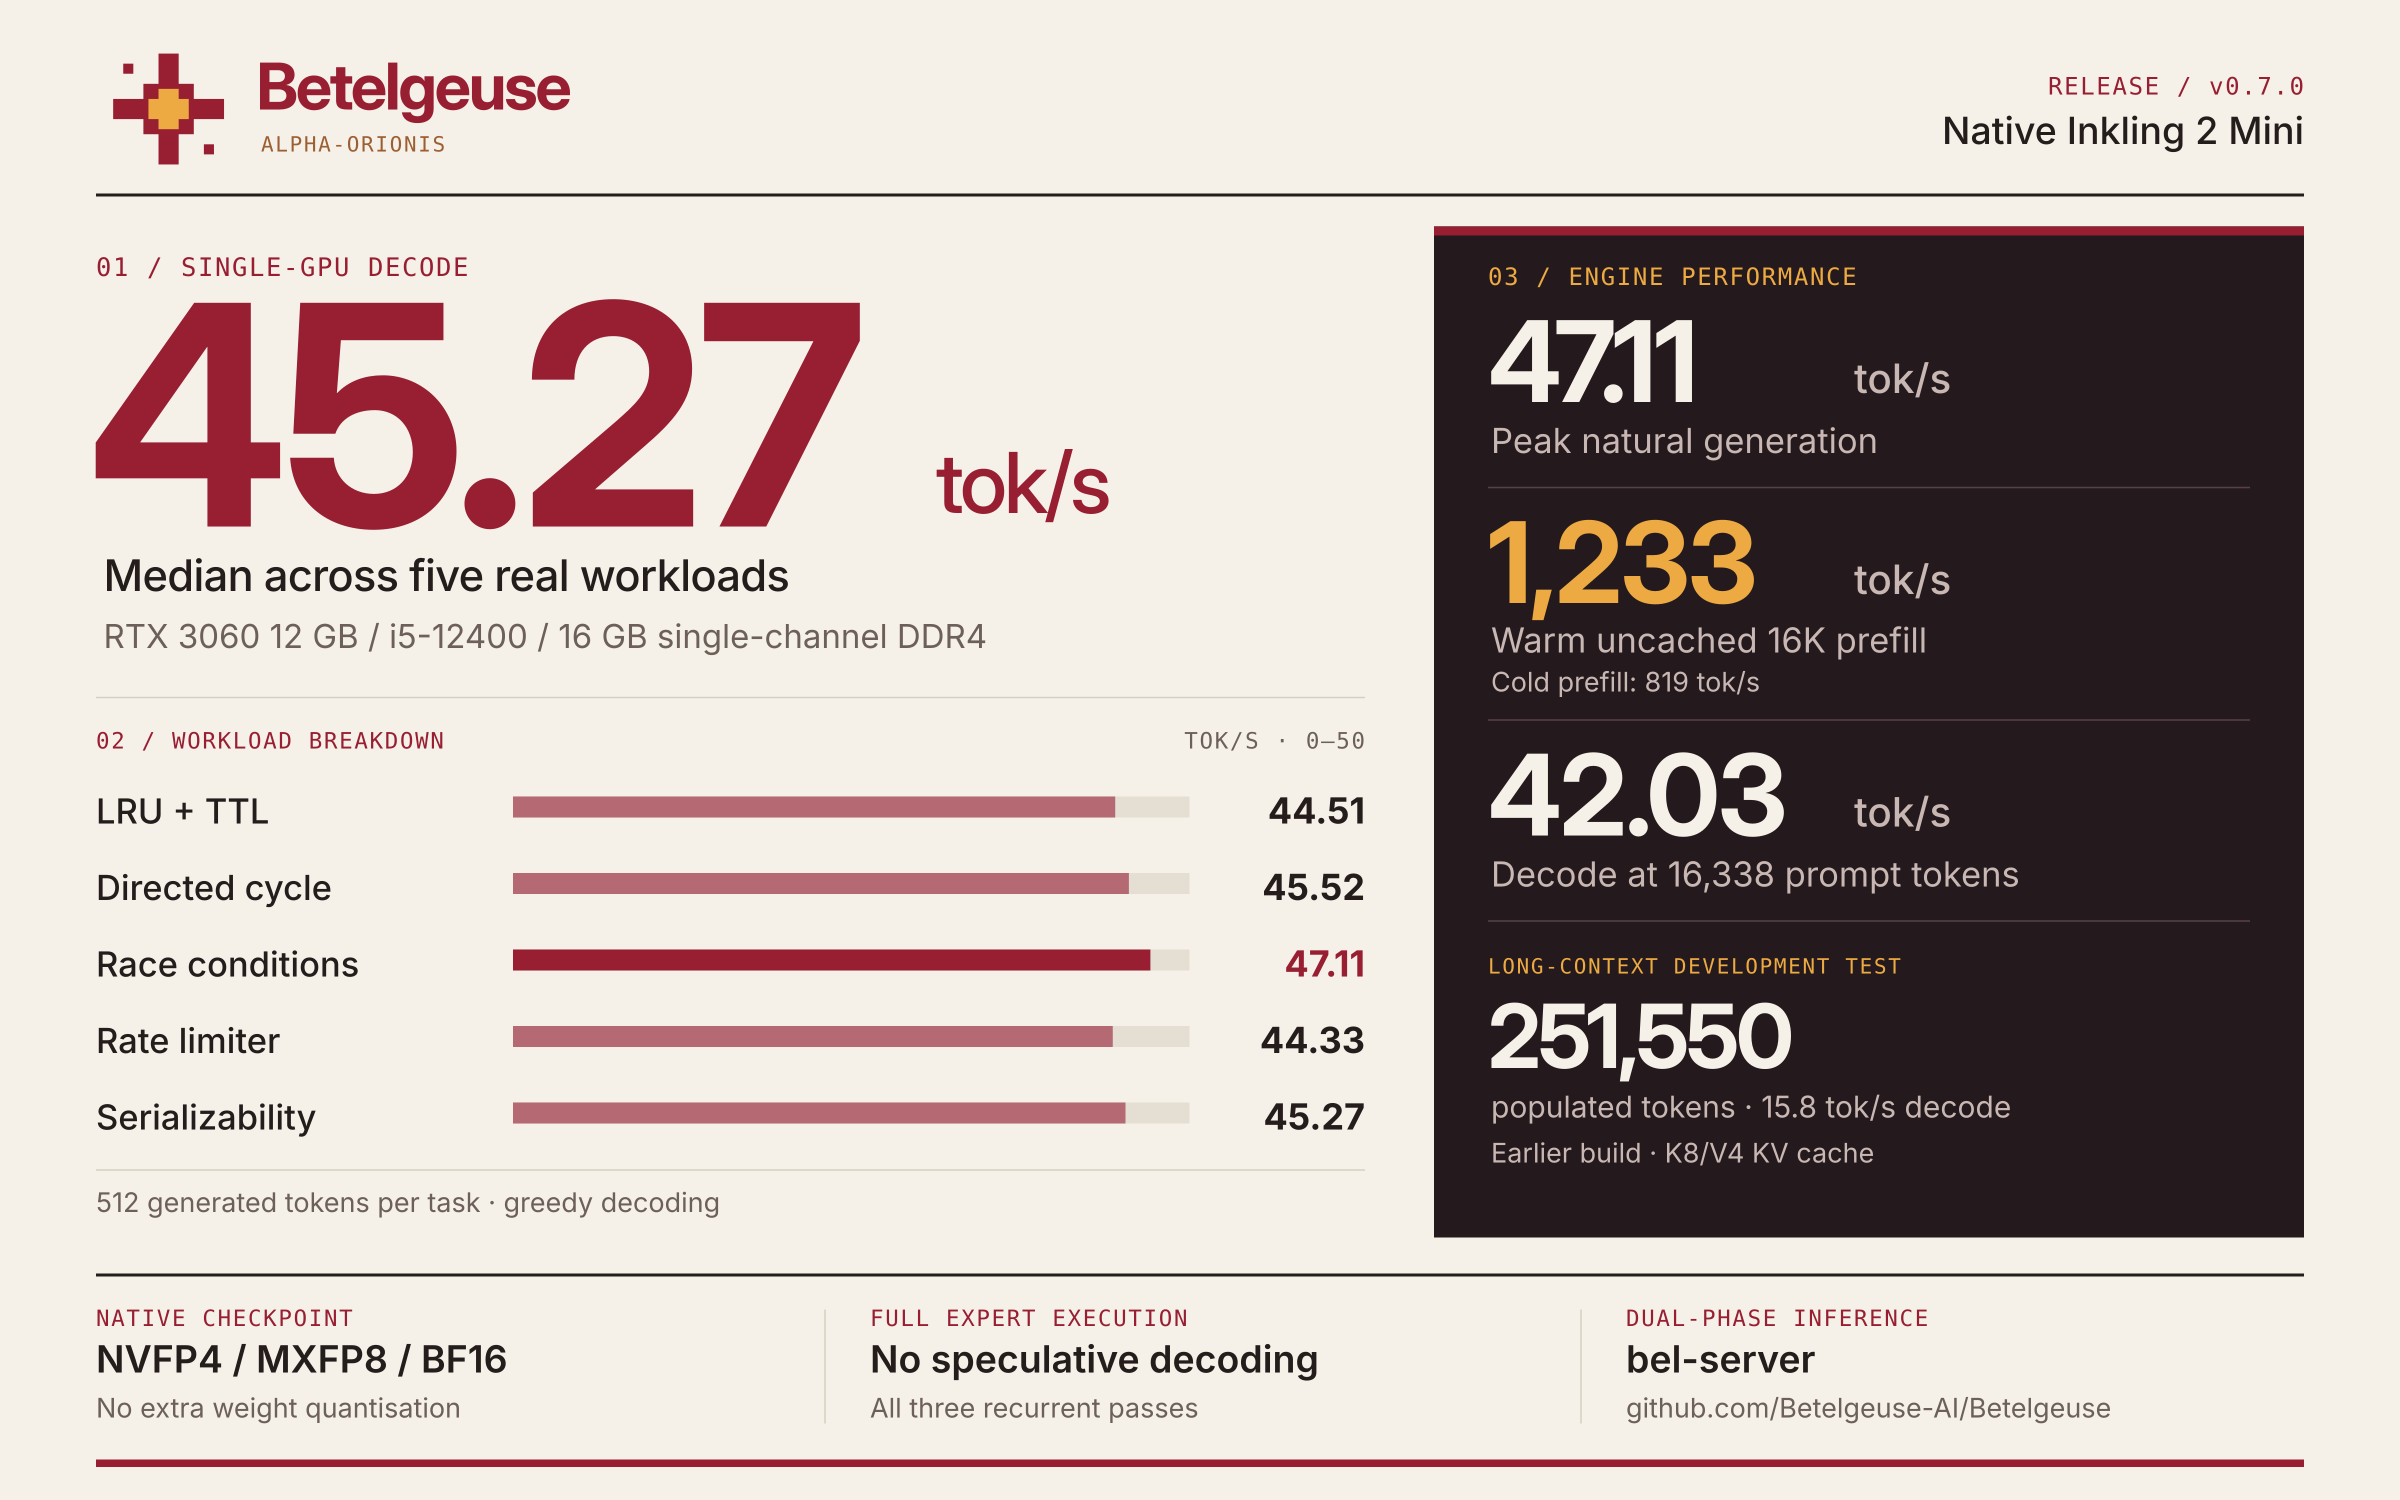 Betelgeuse
ALPHA-ORIONIS
RELEASE / v0.7.0
Native Inkling 2 Mini
01 / SINGLE-GPU DECODE
45.27 tok/s
Median across five real workloads
RTX 3060 12 GB / i5-12400 / 16 GB single-channel DDR4
02 / WORKLOAD BREAKDOWN TOK/S · 0–50
LRU + TTL 44.51
Directed cycle 45.52
Race conditions 47.11
Rate limiter 44.33
Serializability 45.27
512 generated tokens per task · greedy decoding
03 / ENGINE PERFORMANCE
47.11 tok/s
Peak natural generation
1,233 tok/s
Warm uncached 16K prefill
Cold prefill: 819 tok/s
42.03 tok/s
Decode at 16,338 prompt tokens
LONG-CONTEXT DEVELOPMENT TEST
251,550
populated tokens · 15.8 tok/s decode
Earlier build · K8/V4 KV cache
NATIVE CHECKPOINT
NVFP4 / MXFP8 / BF16
No extra weight quantisation
FULL EXPERT EXECUTION
No speculative decoding
All three recurrent passes
DUAL-PHASE INFERENCE
bel-server
github.com/Betelgeuse-AI/Betelgeuse